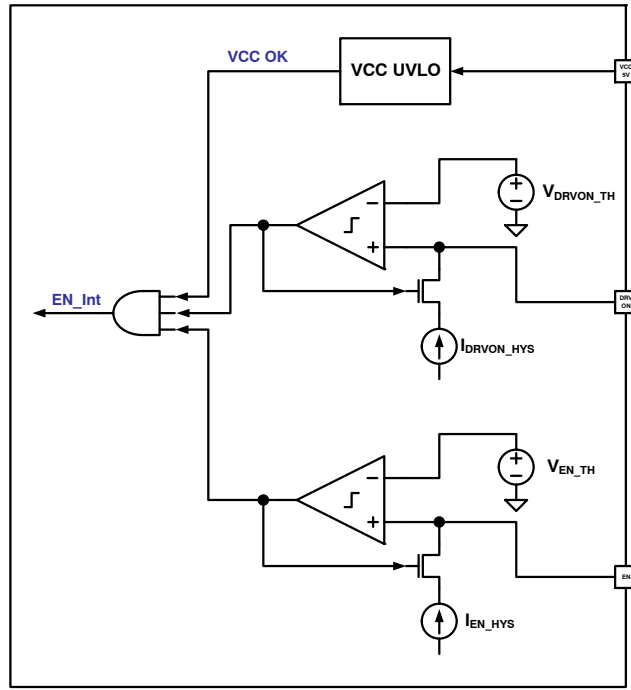 VCC OK
VCC UVLO
VCC
5V
V_DRVON_TH
−
+
+
−
EN_Int
DRV
ON
I_DRVON_HYS
V_EN_TH
−
+
+
−
EN
I_EN_HYS